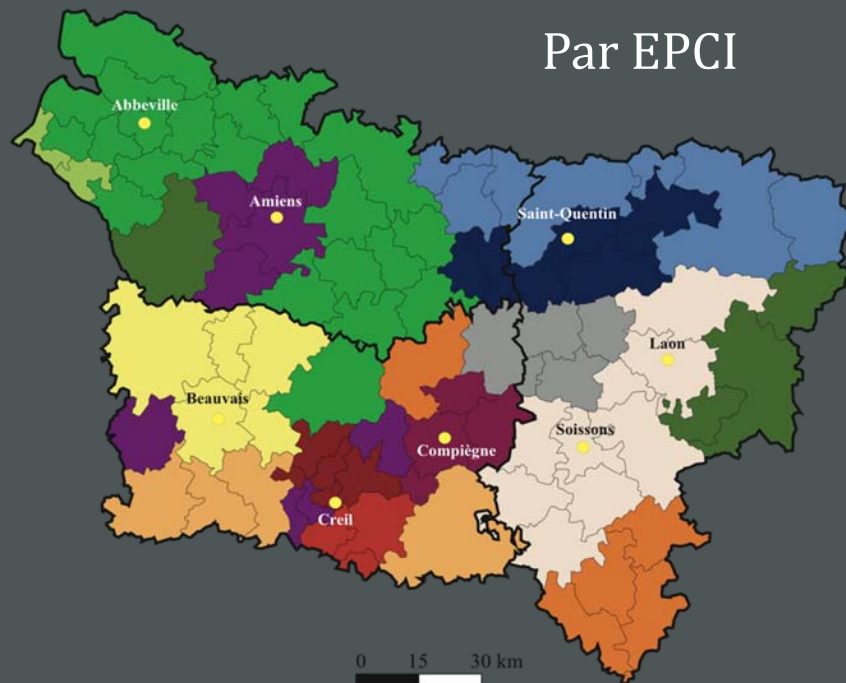 Par EPCI
Abbeville
Amiens
Saint-Quentin
Laon
Beauvais
Soissons
Compiègne
Creil
0 15 30 km